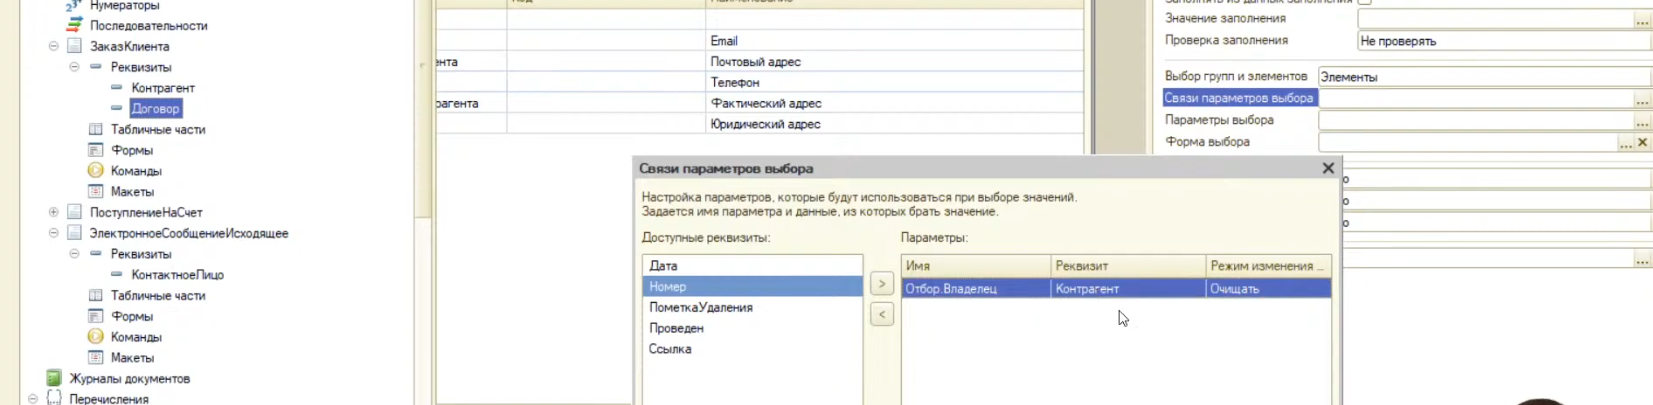 Нумераторы
Последовательности
ЗаказКлиента
Реквизиты
Контрагент
Договор
Табличные части
Формы
Команды
Макеты
ПоступлениеНаСчет
ЭлектронноеСообщениеИсходящее
Реквизиты
КонтактноеЛицо
Табличные части
Формы
Команды
Макеты
Журналы документов
Перечисления
Email
Почтовый адрес
Телефон
Фактический адрес
Юридический адрес
Значение заполнения ...
Проверка заполнения Не проверять
Выбор групп и элементов Элементы
Связи параметров выбора ...
Параметры выбора ...
Форма выбора ... ×
Связи параметров выбора ×
Настройка параметров, которые будут использоваться при выборе значений.
Задается имя параметра и данные, из которых брать значение.
Доступные реквизиты:
Дата
Номер
ПометкаУдаления
Проведен
Ссылка
>
<
Параметры:
Имя Реквизит Режим изменения ...
Отбор.Владелец Контрагент Очищать
...